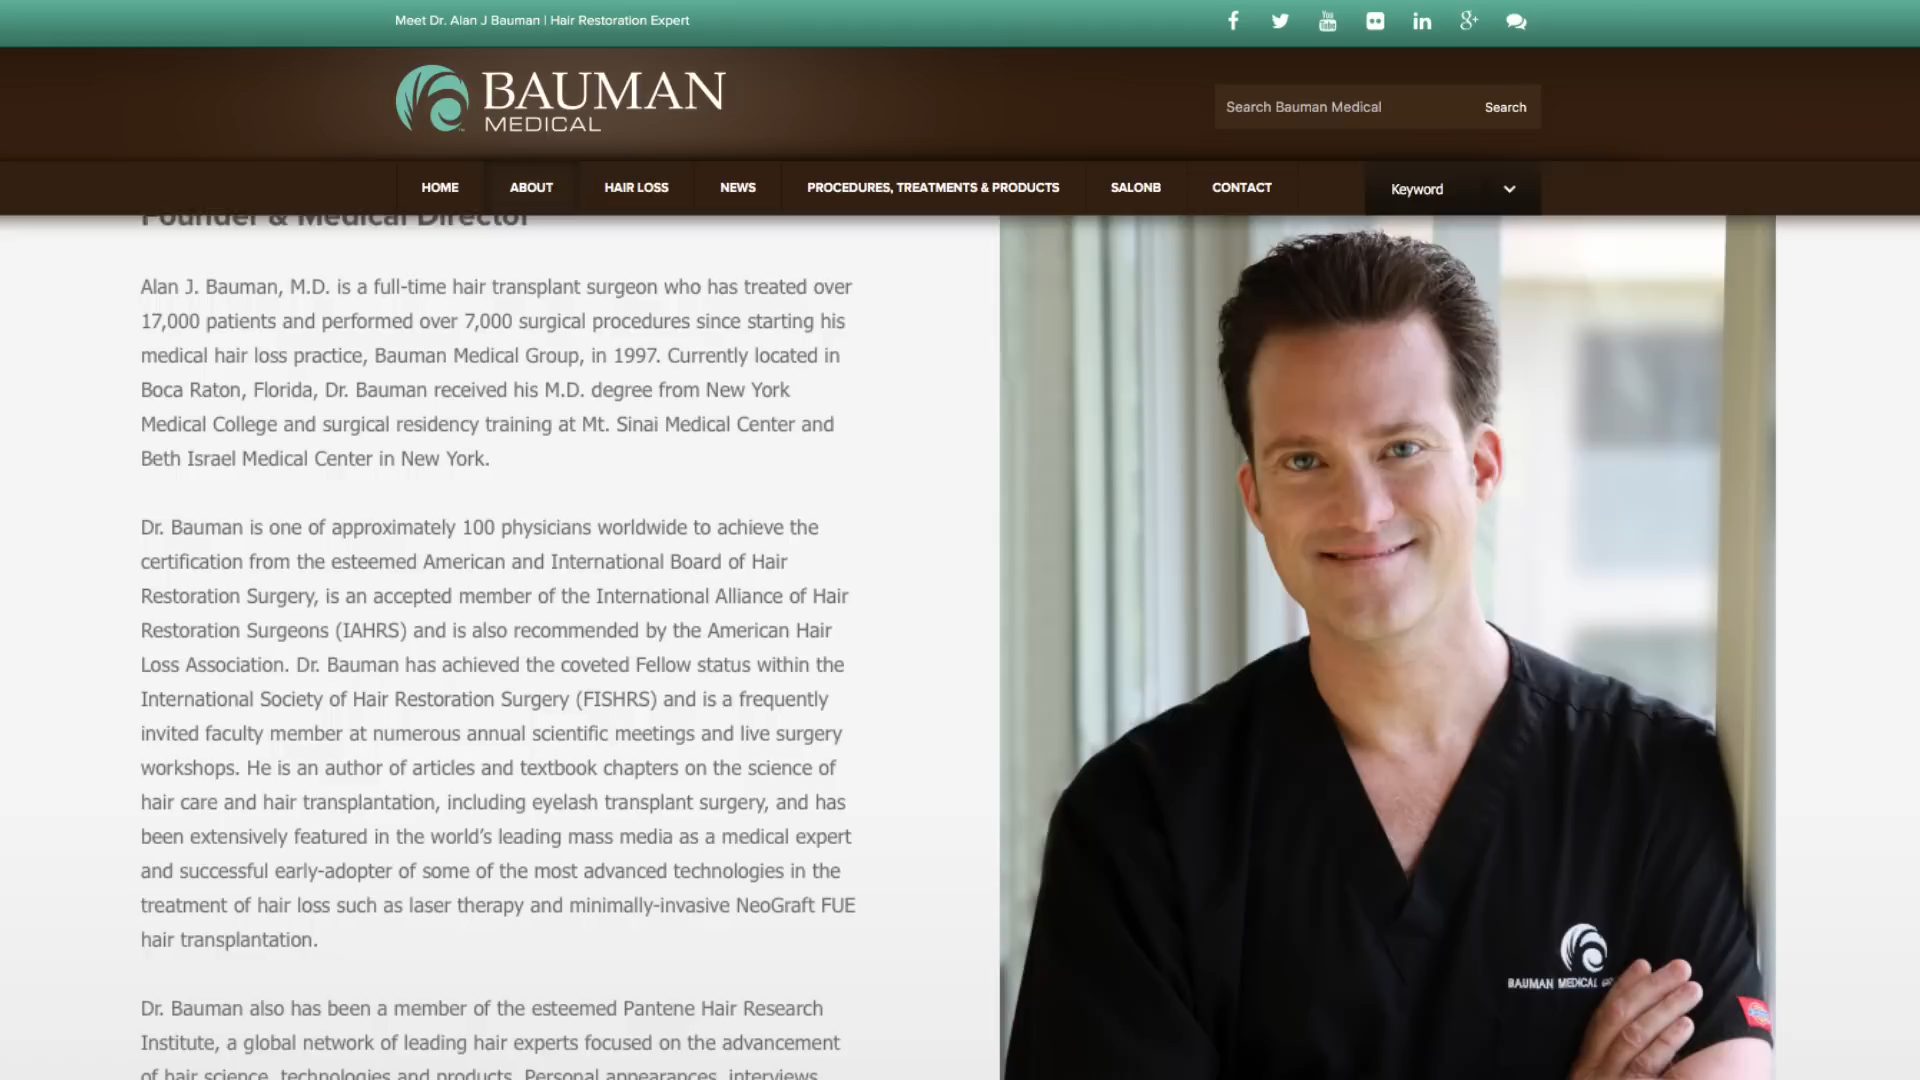 Meet Dr. Alan J Bauman | Hair Restoration Expert
BAUMAN
MEDICAL
Search Bauman Medical
Search
HOME
ABOUT
HAIR LOSS
NEWS
PROCEDURES, TREATMENTS & PRODUCTS
SALONB
CONTACT
Keyword
Founder & Medical Director
Alan J. Bauman, M.D. is a full-time hair transplant surgeon who has treated over
17,000 patients and performed over 7,000 surgical procedures since starting his
medical hair loss practice, Bauman Medical Group, in 1997. Currently located in
Boca Raton, Florida, Dr. Bauman received his M.D. degree from New York
Medical College and surgical residency training at Mt. Sinai Medical Center and
Beth Israel Medical Center in New York.
Dr. Bauman is one of approximately 100 physicians worldwide to achieve the
certification from the esteemed American and International Board of Hair
Restoration Surgery, is an accepted member of the International Alliance of Hair
Restoration Surgeons (IAHRS) and is also recommended by the American Hair
Loss Association. Dr. Bauman has achieved the coveted Fellow status within the
International Society of Hair Restoration Surgery (FISHRS) and is a frequently
invited faculty member at numerous annual scientific meetings and live surgery
workshops. He is an author of articles and textbook chapters on the science of
hair care and hair transplantation, including eyelash transplant surgery, and has
been extensively featured in the world’s leading mass media as a medical expert
and successful early-adopter of some of the most advanced technologies in the
treatment of hair loss such as laser therapy and minimally-invasive NeoGraft FUE
hair transplantation.
Dr. Bauman also has been a member of the esteemed Pantene Hair Research
Institute, a global network of leading hair experts focused on the advancement
of hair science, technologies and products. Personal appearances, interviews
BAUMAN MEDICAL